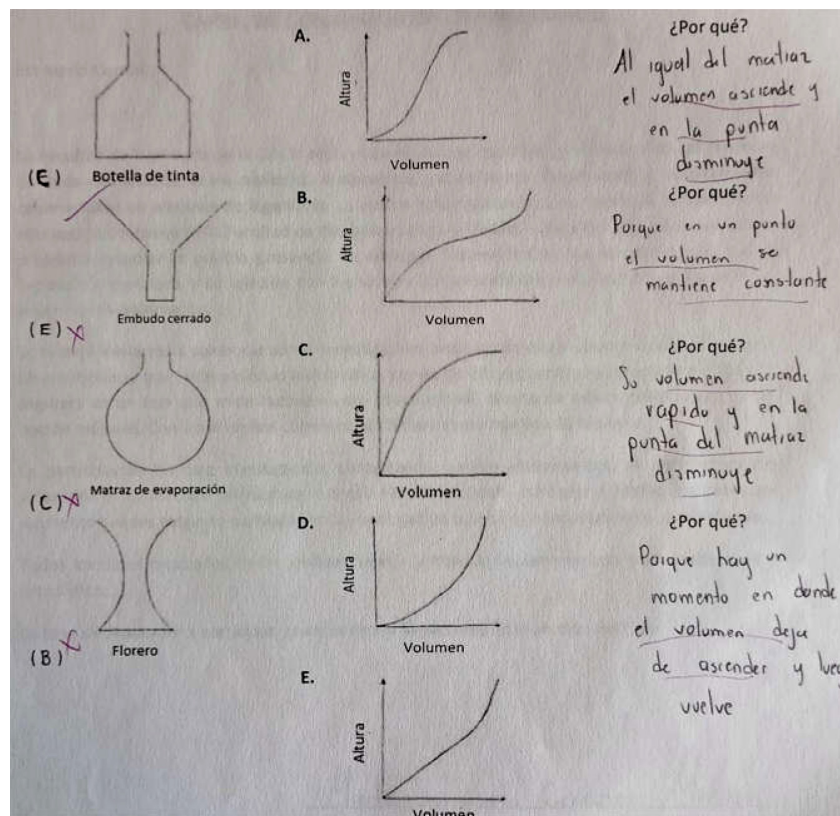 A.
Altura
Volumen
¿Por qué?
Al igual del matraz
el volumen asciende y
en la punta
disminuye
(E) Botella de tinta
B.
Altura
Volumen
¿Por qué?
Porque en un punto
el volumen se
mantiene constante
Embudo cerrado
(E)
C.
Altura
Volumen
¿Por qué?
Su volumen asciende
rapido y en la
punta del matraz
disminuye
Matraz de evaporación
(C)
D.
Altura
Volumen
¿Por qué?
Porque hay un
momento en donde
el volumen deja
de ascender y
vuelve
Florero
(B)
E.
Altura
Volumen